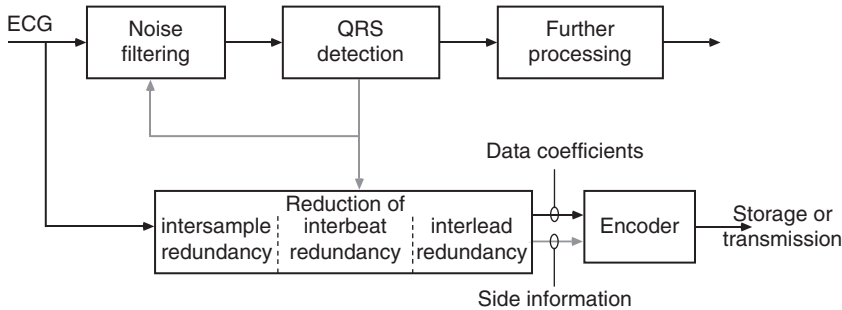 ECG
Noise
filtering
QRS
detection
Further
processing
Data coefficients
Reduction of
intersample
redundancy
interbeat
redundancy
interlead
redundancy
Encoder
Storage or
transmission
Side information